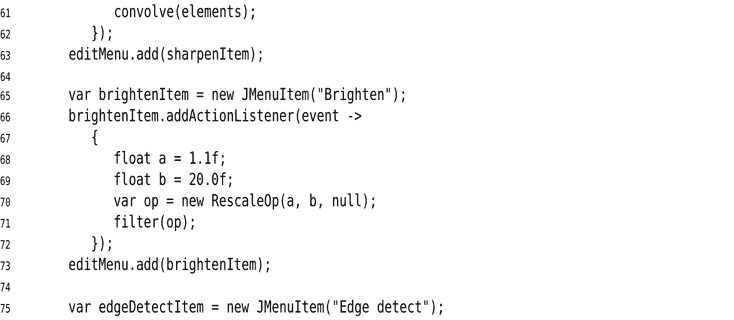 61 convolve(elements);
62 });
63 editMenu.add(sharpenItem);
64
65 var brightenItem = new JMenuItem("Brighten");
66 brightenItem.addActionListener(event ->
67 {
68 float a = 1.1f;
69 float b = 20.0f;
70 var op = new RescaleOp(a, b, null);
71 filter(op);
72 });
73 editMenu.add(brightenItem);
74
75 var edgeDetectItem = new JMenuItem("Edge detect");